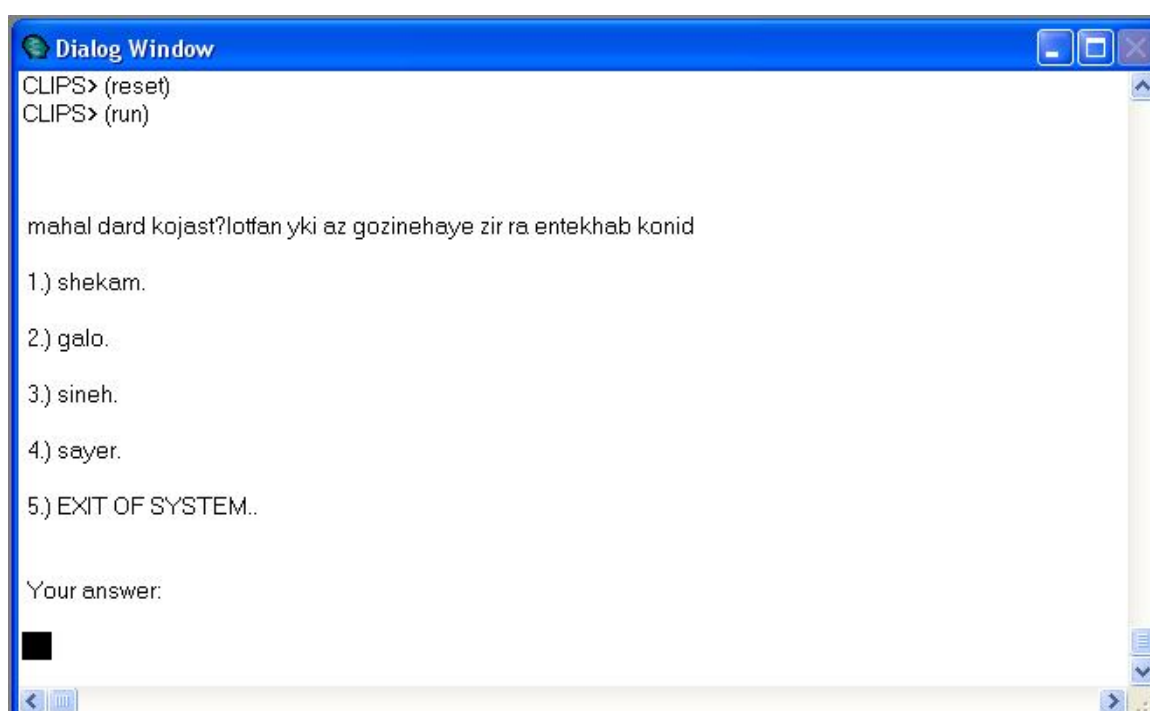 Dialog Window
CLIPS> (reset)
CLIPS> (run)
mahal dard kojast?lotfan yki az gozinehaye zir ra entekhab konid
1.) shekam.
2.) galo.
3.) sineh.
4.) sayer.
5.) EXIT OF SYSTEM..
Your answer: